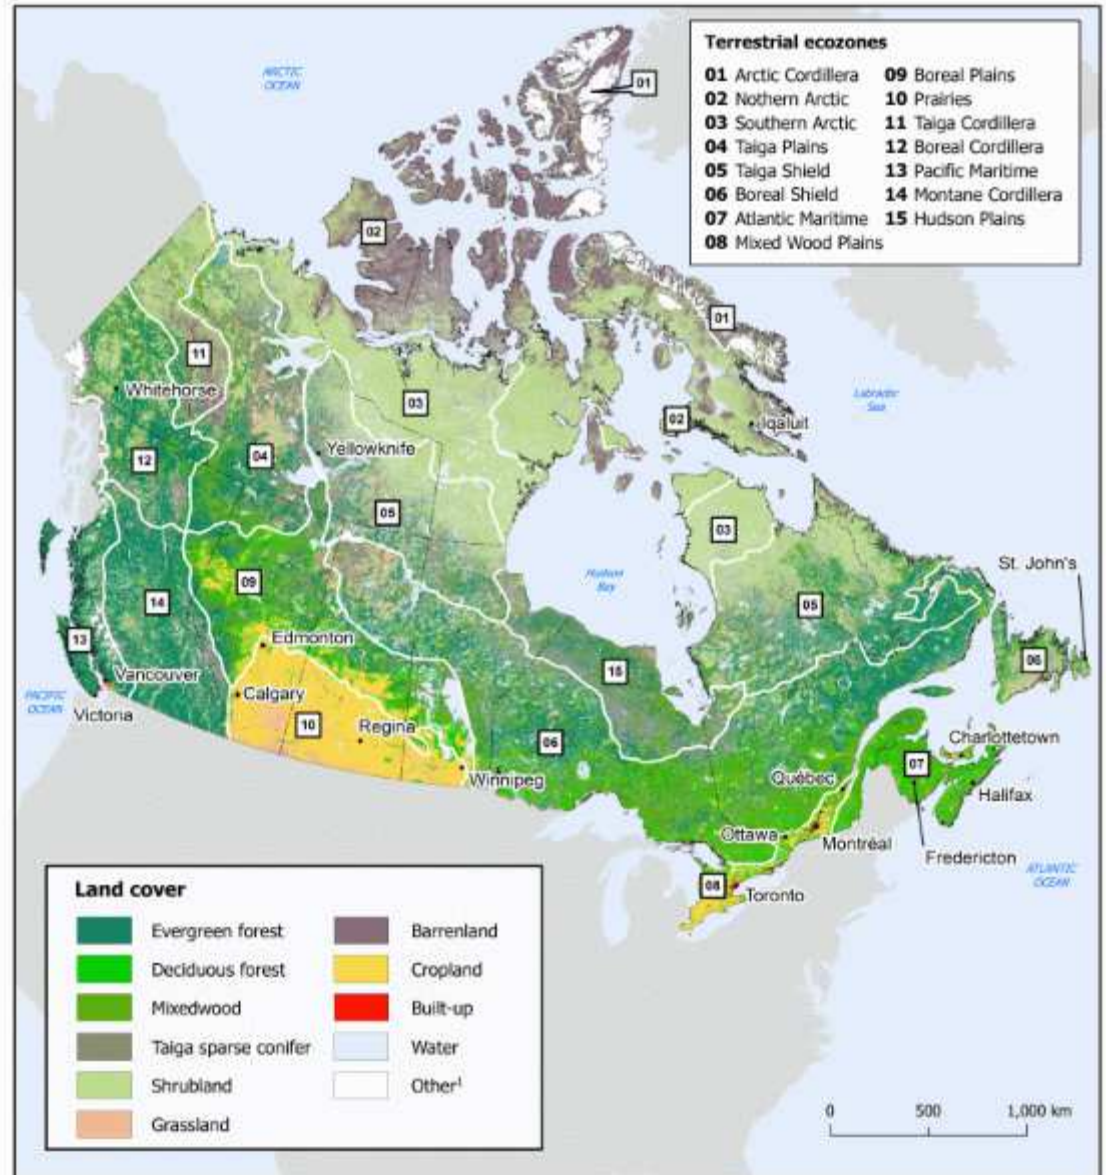 ARCTIC
OCEAN
01
Terrestrial ecozones
01 Arctic Cordillera
02 Nothern Arctic
03 Southern Arctic
04 Taiga Plains
05 Taiga Shield
06 Boreal Shield
07 Atlantic Maritime
08 Mixed Wood Plains
09 Boreal Plains
10 Prairies
11 Taiga Cordillera
12 Boreal Cordillera
13 Pacific Maritime
14 Montane Cordillera
15 Hudson Plains
02
01
11
Whitehorse
03
Labrador
Sea
02
Iqaluit
12
04
Yellowknife
05
03
St. John's
Hudson
Bay
09
14
05
13
Edmonton
06
15
Vancouver
PACIFIC
OCEAN
Victoria
Calgary
10
Regina
06
Charlottetown
07
Winnipeg
Québec
Halifax
Ottawa
Montréal
Fredericton
ATLANTIC
OCEAN
08
Toronto
Land cover
Evergreen forest
Deciduous forest
Mixedwood
Taiga sparse conifer
Shrubland
Grassland
Barrenland
Cropland
Built-up
Water
Other¹
0 500 1,000 km